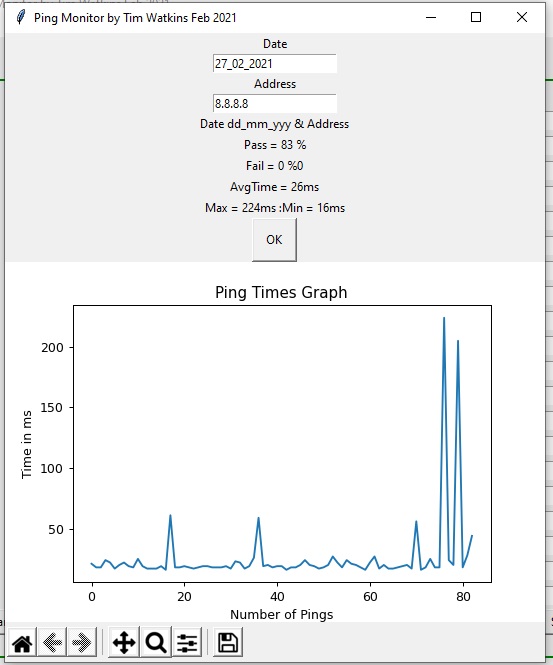 Ping Monitor by Tim Watkins Feb 2021
Date
27_02_2021
Address
8.8.8.8
Date dd_mm_yyy & Address
Pass = 83 %
Fail = 0 %0
AvgTime = 26ms
Max = 224ms :Min = 16ms
OK
Ping Times Graph
200
150
100
50
Time in ms
0 20 40 60 80
Number of Pings